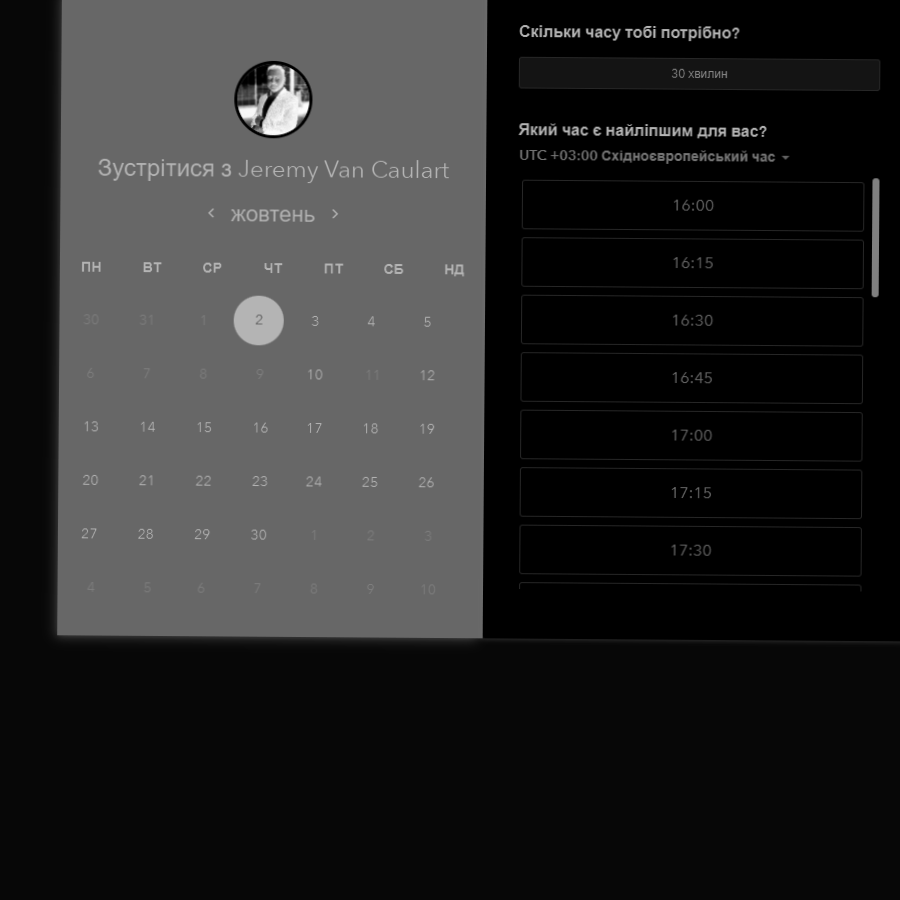 Зустрітися з Jeremy Van Caulart
жовтень
ПН ВТ СР ЧТ ПТ СБ НД
30 31 1 2 3 4 5
6 7 8 9 10 11 12
13 14 15 16 17 18 19
20 21 22 23 24 25 26
27 28 29 30 1 2 3
4 5 6 7 8 9 10
Скільки часу тобі потрібно?
30 хвилин
Який час є найліпшим для вас?
UTC +03:00 Східноєвропейський час
16:00
16:15
16:30
16:45
17:00
17:15
17:30